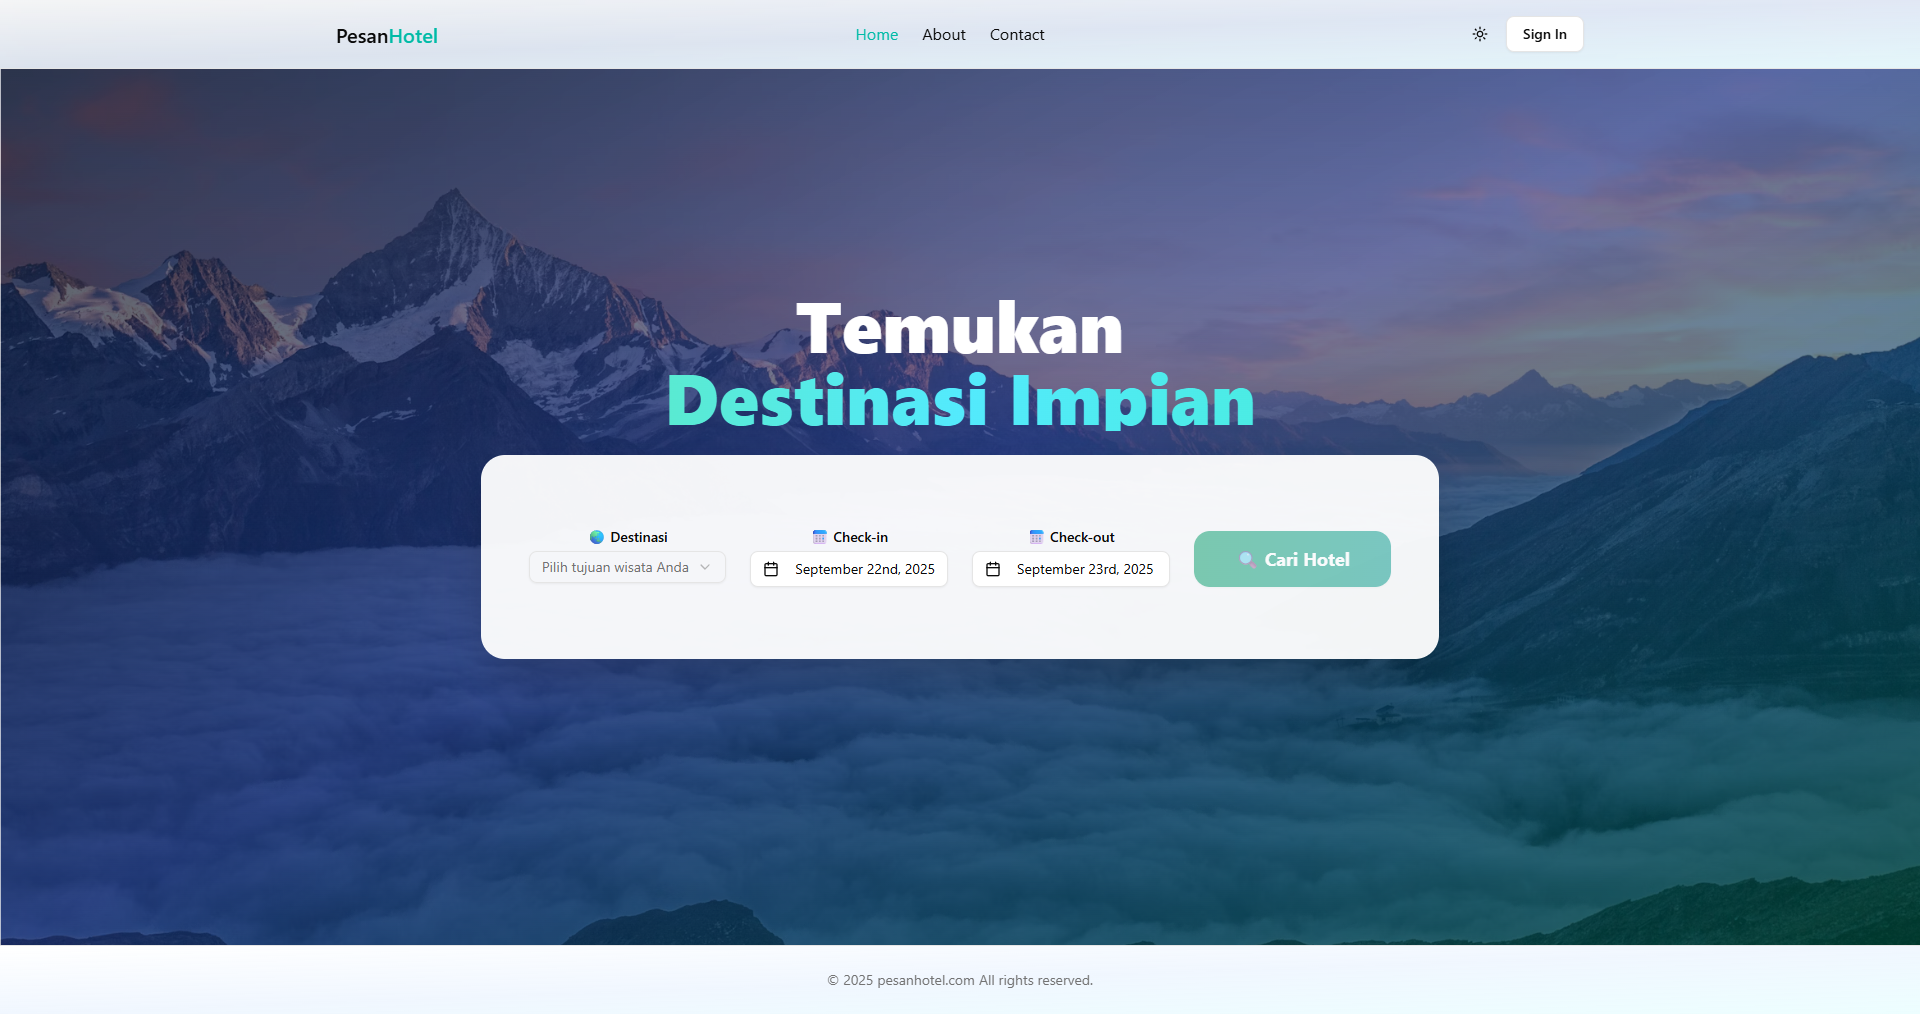 PesanHotel
Home About Contact
Sign In
Temukan
Destinasi Impian
Destinasi
Pilih tujuan wisata Anda
Check-in
September 22nd, 2025
Check-out
September 23rd, 2025
Cari Hotel
© 2025 pesanhotel.com All rights reserved.